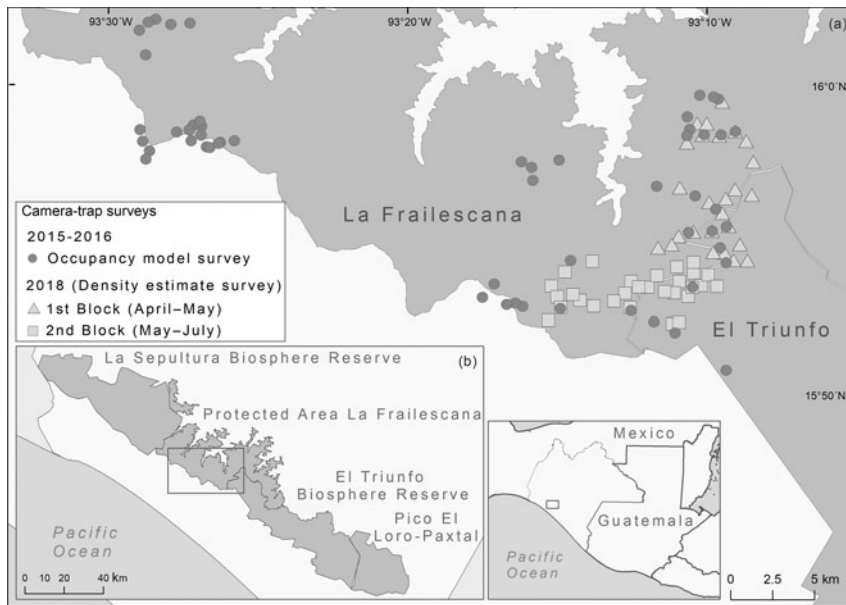 93°30´W
93°20´W
93°10´W
(a)
16°0´N
La Frailescana
Camera-trap surveys
2015-2016
Occupancy model survey
2018 (Density estimate survey)
1st Block (April–May)
2nd Block (May–July)
El Triunfo
15°50´N
La Sepultura Biosphere Reserve
(b)
Protected Area La Frailescana
El Triunfo
Biosphere Reserve
Pico El
Loro-Paxtal
Pacific
Ocean
0 10 20 40 km
Mexico
Guatemala
Pacific
Ocean
0 2.5 5 km